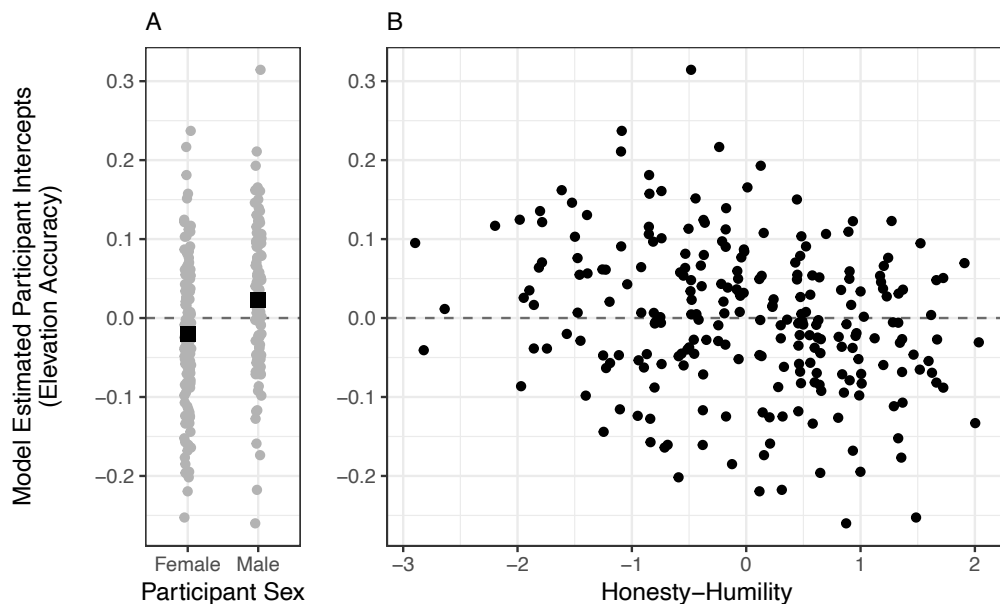 A
B
Model Estimated Participant Intercepts
(Elevation Accuracy)
0.3
0.2
0.1
0.0
−0.1
−0.2
Female Male
Participant Sex
0.3
0.2
0.1
0.0
−0.1
−0.2
−3 −2 −1 0 1 2
Honesty−Humility